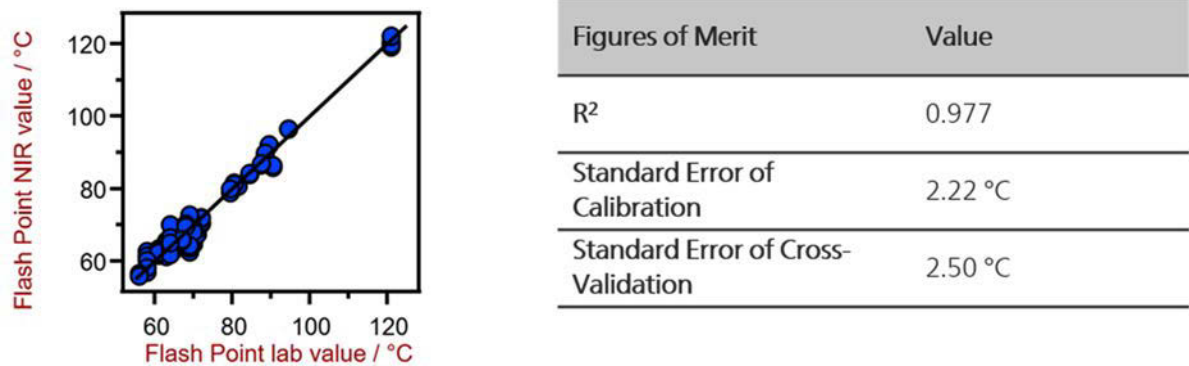 Flash Point NIR value / °C
120
100
80
60
60 80 100 120
Flash Point lab value / °C
Figures of Merit Value
R² 0.977
Standard Error of
Calibration 2.22 °C
Standard Error of Cross-
Validation 2.50 °C